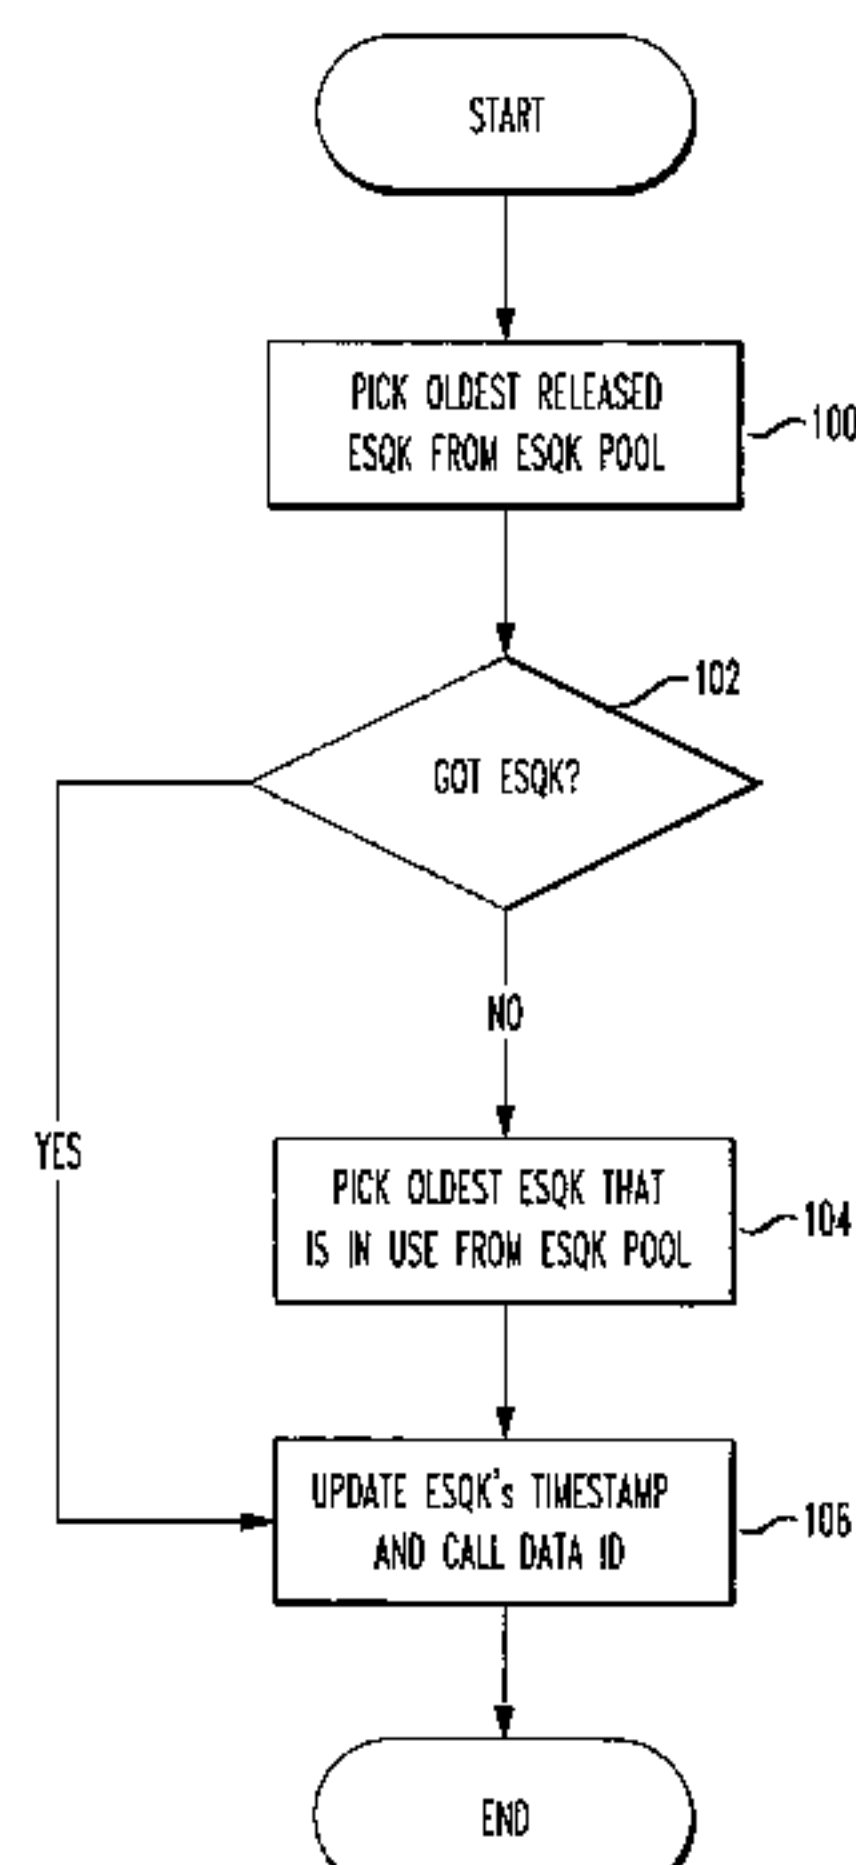 START
PICK OLDEST RELEASED
ESQK FROM ESQK POOL
100
102
GOT ESQK?
NO
YES
PICK OLDEST ESQK THAT
IS IN USE FROM ESQK POOL
104
UPDATE ESQK's TIMESTAMP
AND CALL DATA ID
106
END